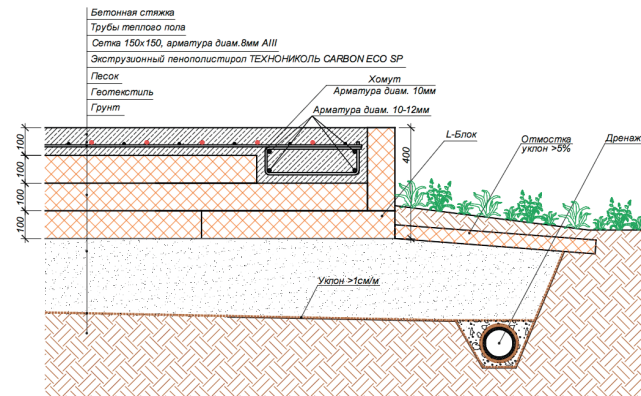 Бетонная стяжка
Трубы теплого пола
Сетка 150х150, арматура диам.8мм АIII
Экструзионный пенополистирол ТЕХНОНИКОЛЬ CARBON ECO SP
Песок
Геотекстиль
Грунт
Хомут
Арматура диам. 10мм
Арматура диам. 10-12мм
L-Блок
Отмостка
уклон >5%
Дренаж
100
100
100
100
400
Уклон >1см/м